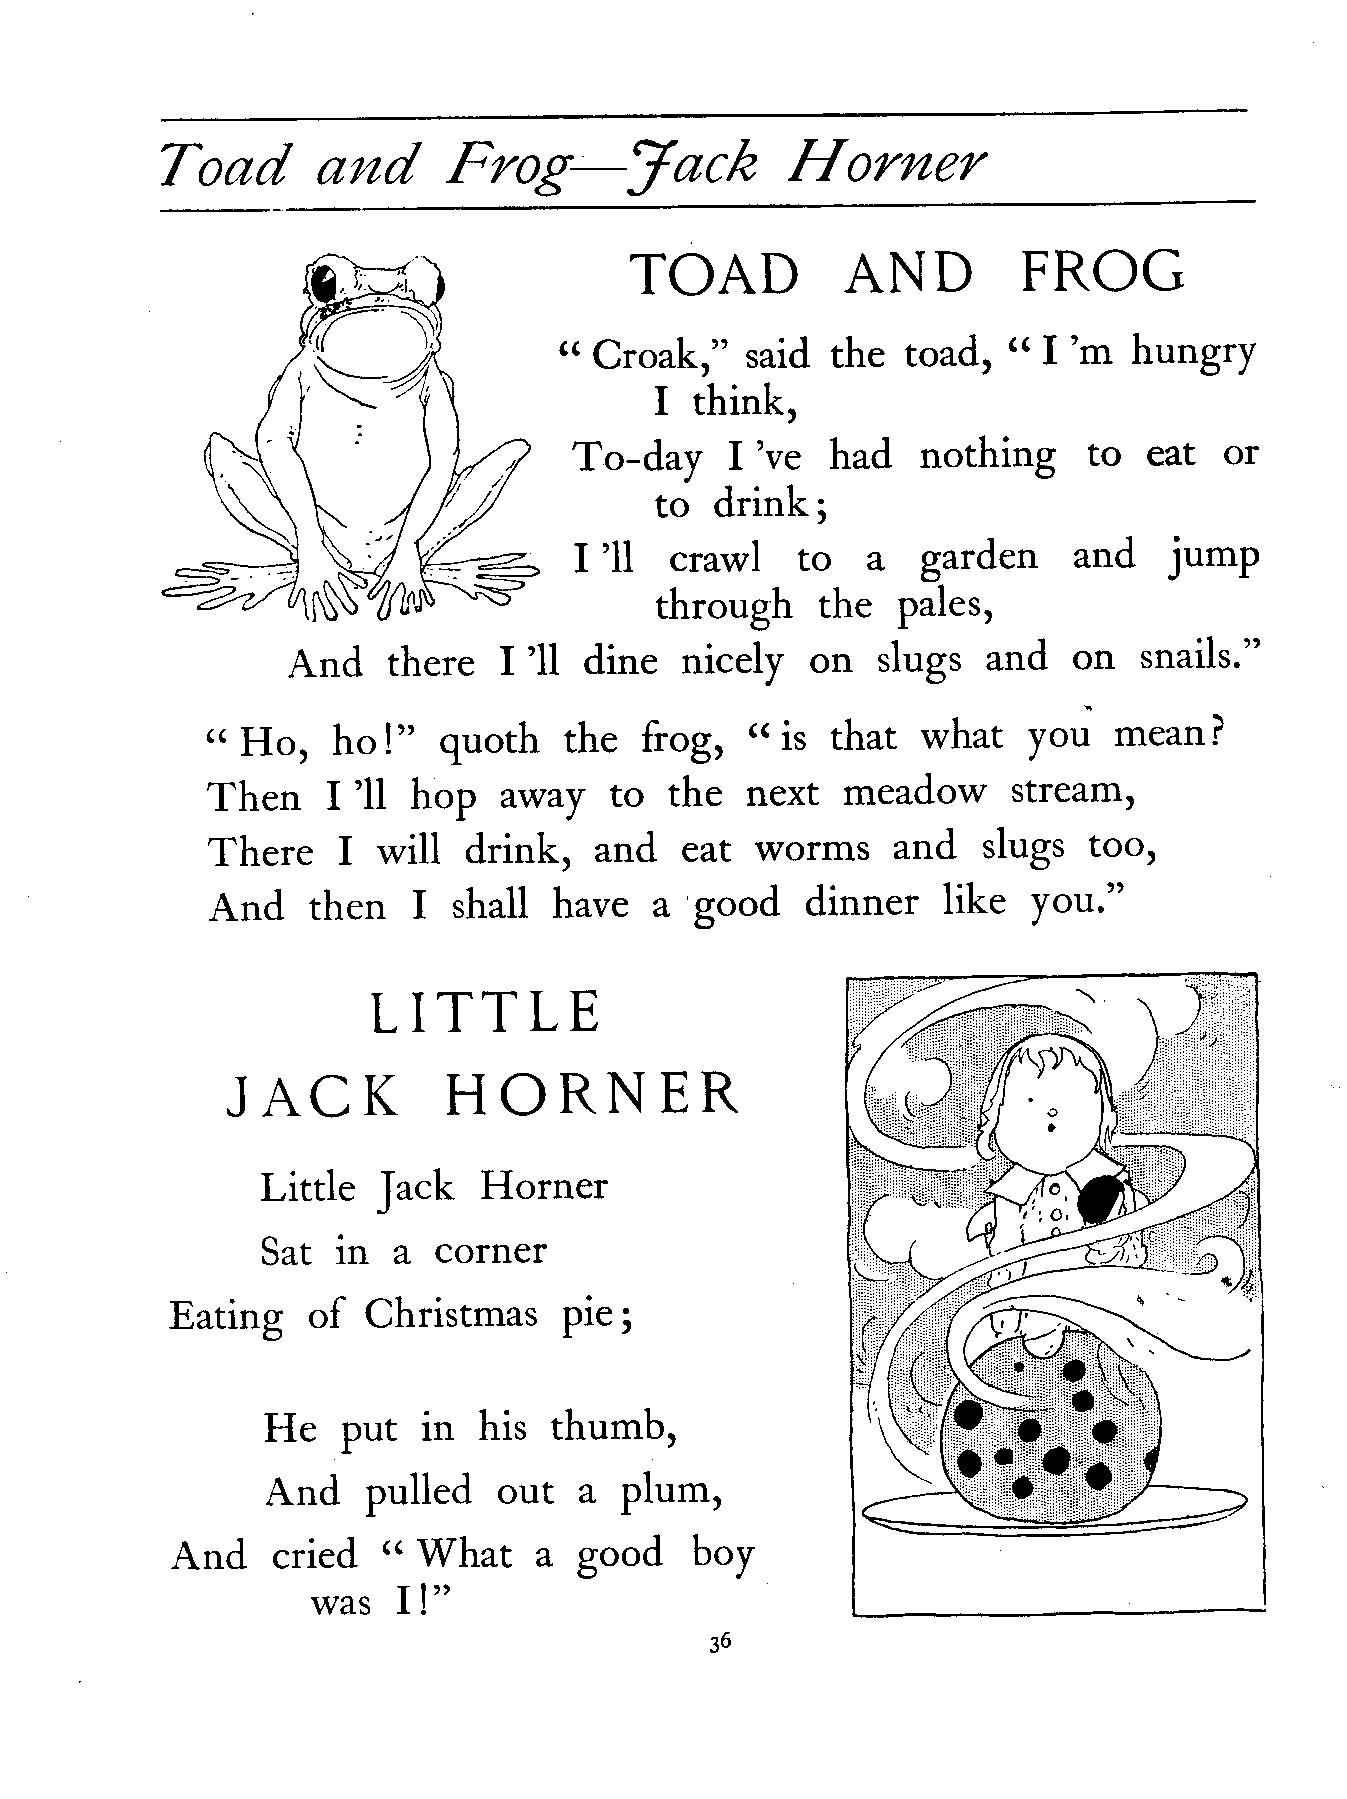 Toad and Frog—Jack Horner
TOAD AND FROG
“ Croak,” said the toad, “ I ’m hungry
I think,
To-day I ’ve had nothing to eat or
to drink;
I ’ll crawl to a garden and jump
through the pales,
And there I ’ll dine nicely on slugs and on snails.”
“ Ho, ho!” quoth the frog, “ is that what you mean?
Then I ’ll hop away to the next meadow stream,
There I will drink, and eat worms and slugs too,
And then I shall have a good dinner like you.”
LITTLE
JACK HORNER
Little Jack Horner
Sat in a corner
Eating of Christmas pie;
He put in his thumb,
And pulled out a plum,
And cried “ What a good boy
was I!”
36